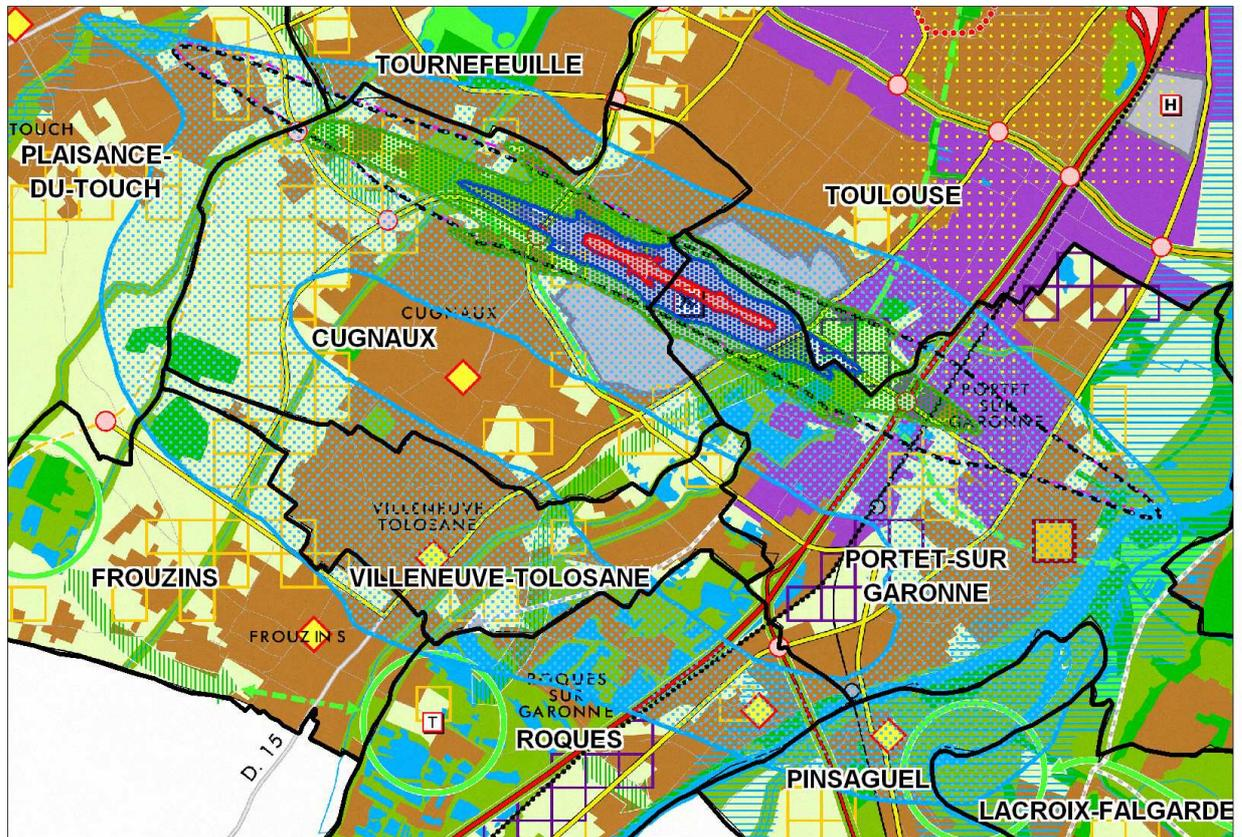 TOURNEFEUILLE
H
TOUCH
PLAISANCE-
DU-TOUCH
TOULOUSE
CUGNAUX
CUGNAUX
PORTET
SUR
GARONNE
VILLENEUVE
TOLOSANE
PORTET-SUR
GARONNE
FROUZINS
VILLENEUVE-TOLOSANE
FROUZINS
ROQUES
SUR
GARONNE
T
ROQUES
D. 15
PINSAGUEL
LACROIX-FALGARDE